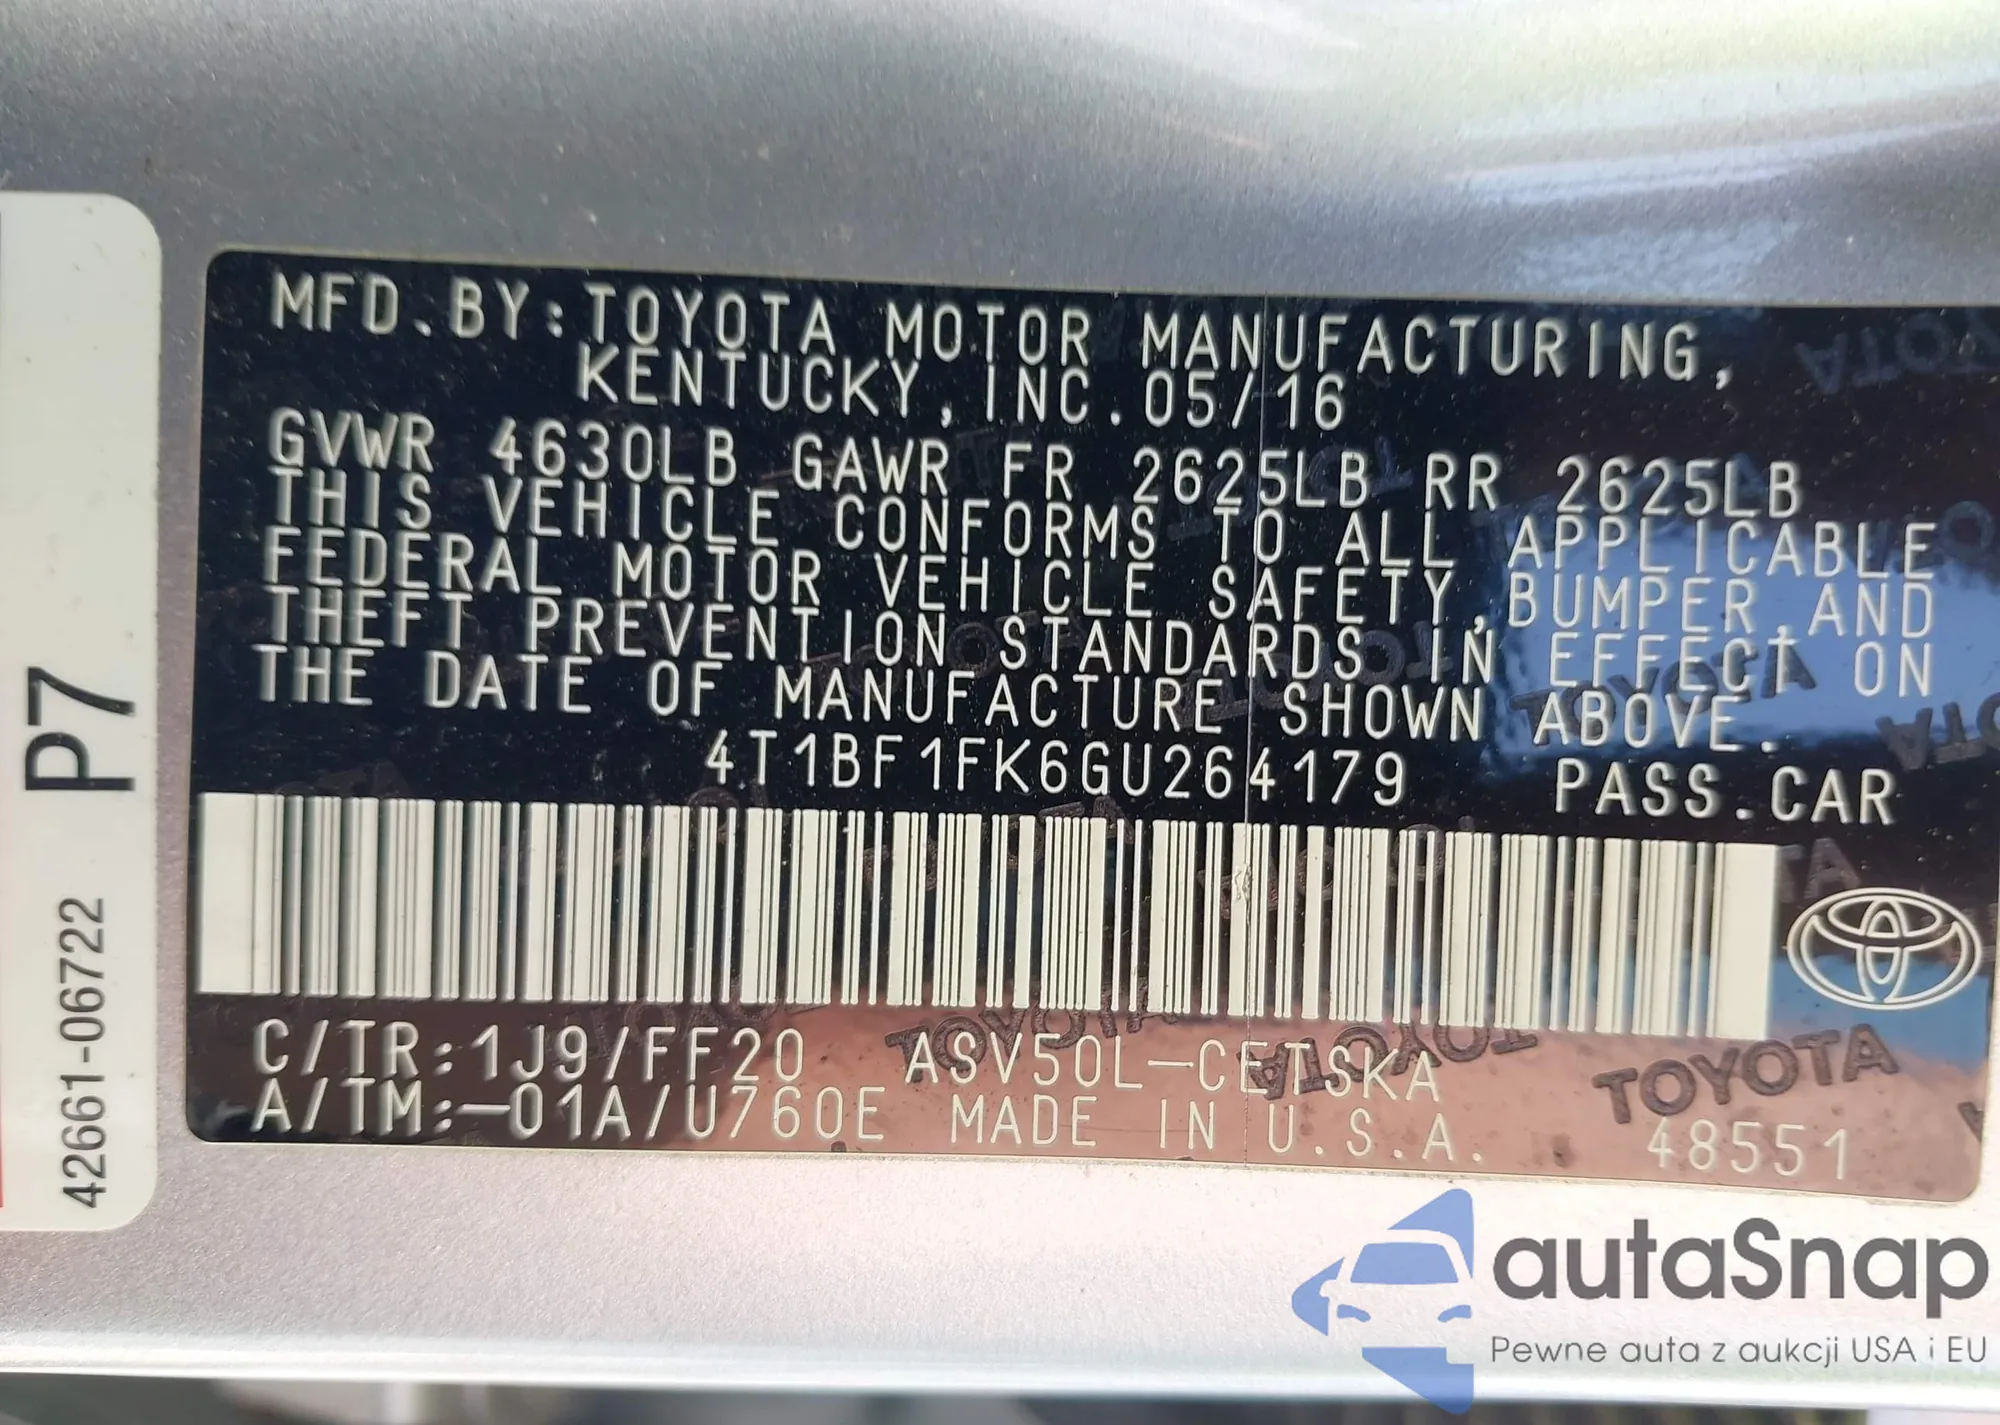 MFD.BY:TOYOTA MOTOR MANUFACTURING,
KENTUCKY, INC.05/16
GVWR 4630LB GAWR FR 2625LB RR 2625LB
THIS VEHICLE CONFORMS TO ALL APPLICABLE
FEDERAL MOTOR VEHICLE SAFETY,BUMPER,AND
THEFT PREVENTION STANDARDS IN EFFECT ON
THE DATE OF MANUFACTURE SHOWN ABOVE.
4T1BF1FK6GU264179 PASS.CAR
C/TR:1J9/FF20 ASV50L-CETSKA
A/TM:-01A/U760E MADE IN U.S.A. 48551
TOYOTA
P7
42661-06722
autaSnap
Pewne auta z aukcji USA i EU